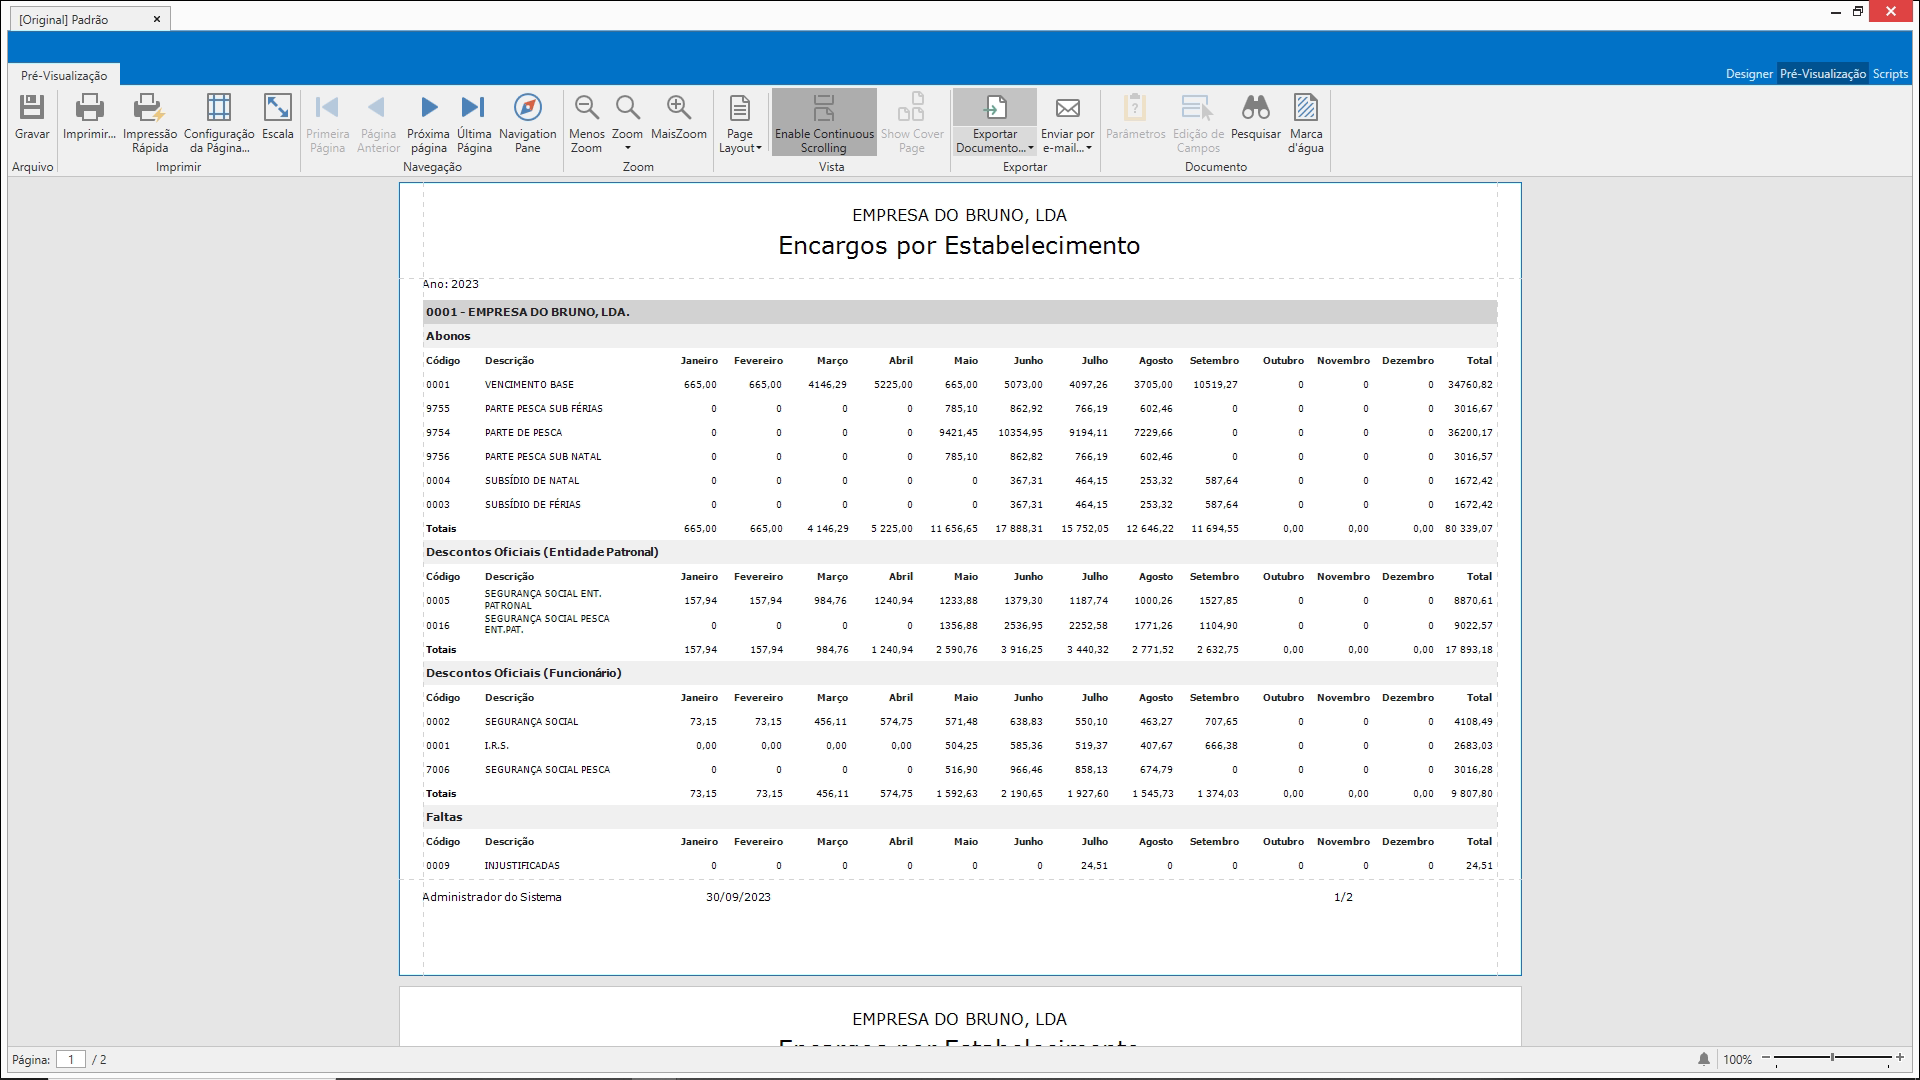 [Original] Padrão
Pré-Visualização
Designer Pré-Visualização Scripts
Gravar
Arquivo
Imprimir...
Impressão Rápida
Configuração da Página...
Escala
Imprimir
Primeira Página
Página Anterior
Próxima página
Última Página
Navigation Pane
Navegação
Menos Zoom
Zoom
MaisZoom
Zoom
Page Layout
Enable Continuous Scrolling
Show Cover Page
Vista
Exportar Documento...
Enviar por e-mail...
Exportar
Parâmetros
Edição de Campos
Pesquisar
Marca d'água
Documento
EMPRESA DO BRUNO, LDA
Encargos por Estabelecimento
Ano: 2023
0001 - EMPRESA DO BRUNO, LDA.
Abonos
Código Descrição Janeiro Fevereiro Março Abril Maio Junho Julho Agosto Setembro Outubro Novembro Dezembro Total
0001 VENCIMENTO BASE 665,00 665,00 4146,29 5225,00 665,00 5073,00 4097,26 3705,00 10519,27 0 0 0 34760,82
9755 PARTE PESCA SUB FÉRIAS 0 0 0 0 785,10 862,92 766,19 602,46 0 0 0 0 3016,67
9754 PARTE DE PESCA 0 0 0 0 9421,45 10354,95 9194,11 7229,66 0 0 0 0 36200,17
9756 PARTE PESCA SUB NATAL 0 0 0 0 785,10 862,82 766,19 602,46 0 0 0 0 3016,57
0004 SUBSÍDIO DE NATAL 0 0 0 0 0 367,31 464,15 253,32 587,64 0 0 0 1672,42
0003 SUBSÍDIO DE FÉRIAS 0 0 0 0 0 367,31 464,15 253,32 587,64 0 0 0 1672,42
Totais 665,00 665,00 4 146,29 5 225,00 11 656,65 17 888,31 15 752,05 12 646,22 11 694,55 0,00 0,00 0,00 80 339,07
Descontos Oficiais (Entidade Patronal)
Código Descrição Janeiro Fevereiro Março Abril Maio Junho Julho Agosto Setembro Outubro Novembro Dezembro Total
0005 SEGURANÇA SOCIAL ENT. PATRONAL 157,94 157,94 984,76 1240,94 1233,88 1379,30 1187,74 1000,26 1527,85 0 0 0 8870,61
0016 SEGURANÇA SOCIAL PESCA ENT.PAT. 0 0 0 0 1356,88 2536,95 2252,58 1771,26 1104,90 0 0 0 9022,57
Totais 157,94 157,94 984,76 1 240,94 2 590,76 3 916,25 3 440,32 2 771,52 2 632,75 0,00 0,00 0,00 17 893,18
Descontos Oficiais (Funcionário)
Código Descrição Janeiro Fevereiro Março Abril Maio Junho Julho Agosto Setembro Outubro Novembro Dezembro Total
0002 SEGURANÇA SOCIAL 73,15 73,15 456,11 574,75 571,48 638,83 550,10 463,27 707,65 0 0 0 4108,49
0001 I.R.S. 0,00 0,00 0,00 0,00 504,25 585,36 519,37 407,67 666,38 0 0 0 2683,03
7006 SEGURANÇA SOCIAL PESCA 0 0 0 0 516,90 966,46 858,13 674,79 0 0 0 0 3016,28
Totais 73,15 73,15 456,11 574,75 1 592,63 2 190,65 1 927,60 1 545,73 1 374,03 0,00 0,00 0,00 9 807,80
Faltas
Código Descrição Janeiro Fevereiro Março Abril Maio Junho Julho Agosto Setembro Outubro Novembro Dezembro Total
0009 INJUSTIFICADAS 0 0 0 0 0 0 24,51 0 0 0 0 0 24,51
Administrador do Sistema 30/09/2023 1/2
EMPRESA DO BRUNO, LDA
Encargos por Estabelecimento
Página: 1 / 2
100%